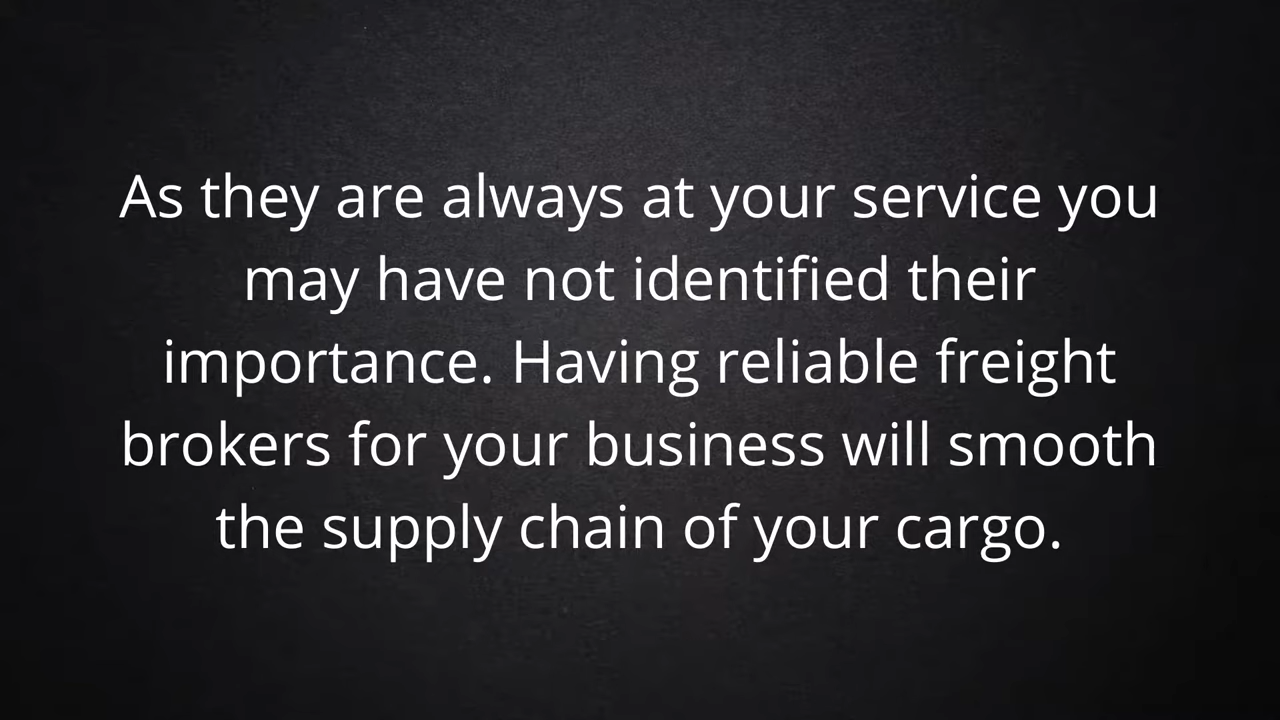 As they are always at your service you
may have not identified their
importance. Having reliable freight
brokers for your business will smooth
the supply chain of your cargo.